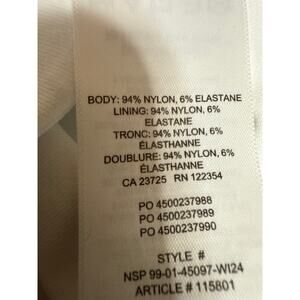 BODY: 94% NYLON, 6% ELASTANE
LINING: 94% NYLON, 6%
ELASTANE
TRONC: 94% NYLON, 6%
ÉLASTHANNE
DOUBLURE: 94% NYLON, 6%
ÉLASTHANNE
CA 23725 RN 122354
PO 4500237988
PO 4500237989
PO 4500237990
STYLE #
NSP 99-01-45097-WI24
ARTICLE # 115801